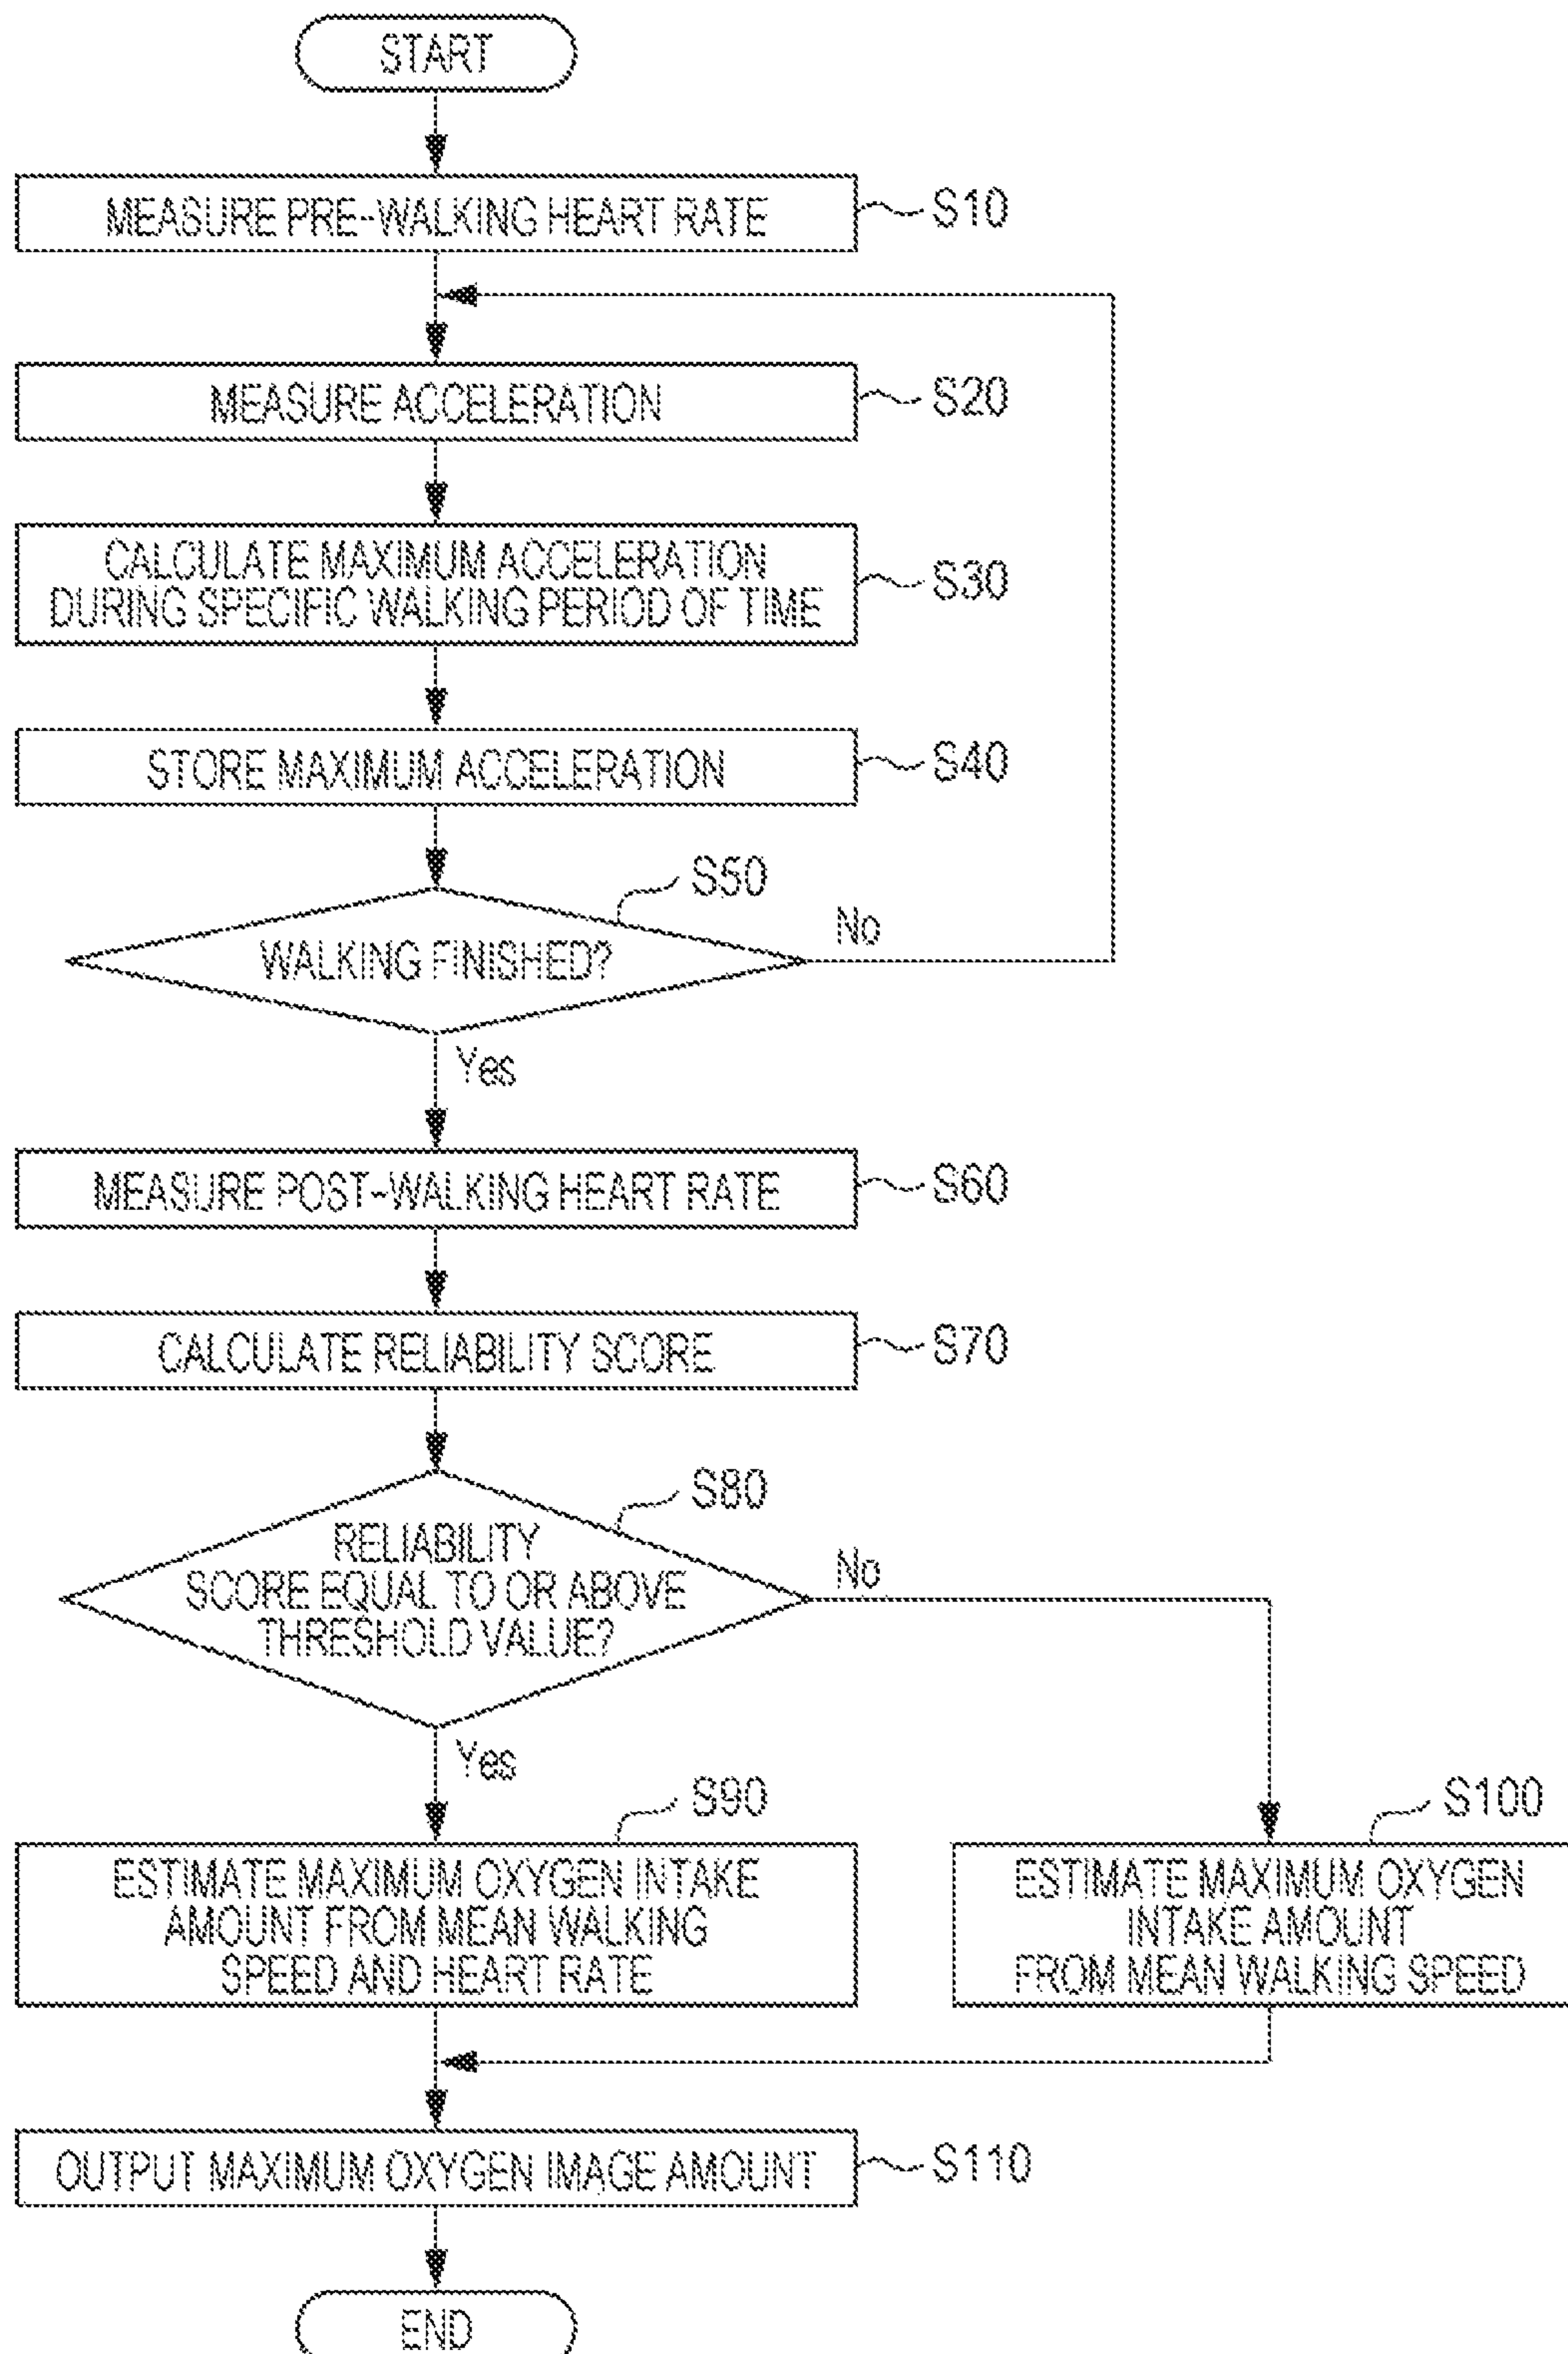 START
MEASURE PRE-WALKING HEART RATE
S10
MEASURE ACCELERATION
S20
CALCULATE MAXIMUM ACCELERATION
DURING SPECIFIC WALKING PERIOD OF TIME
S30
STORE MAXIMUM ACCELERATION
S40
S50
WALKING FINISHED?
No
Yes
MEASURE POST-WALKING HEART RATE
S60
CALCULATE RELIABILITY SCORE
S70
S80
RELIABILITY
SCORE EQUAL TO OR ABOVE
THRESHOLD VALUE?
No
Yes
S90
ESTIMATE MAXIMUM OXYGEN INTAKE
AMOUNT FROM MEAN WALKING
SPEED AND HEART RATE
S100
ESTIMATE MAXIMUM OXYGEN
INTAKE AMOUNT
FROM MEAN WALKING SPEED
OUTPUT MAXIMUM OXYGEN IMAGE AMOUNT
S110
END